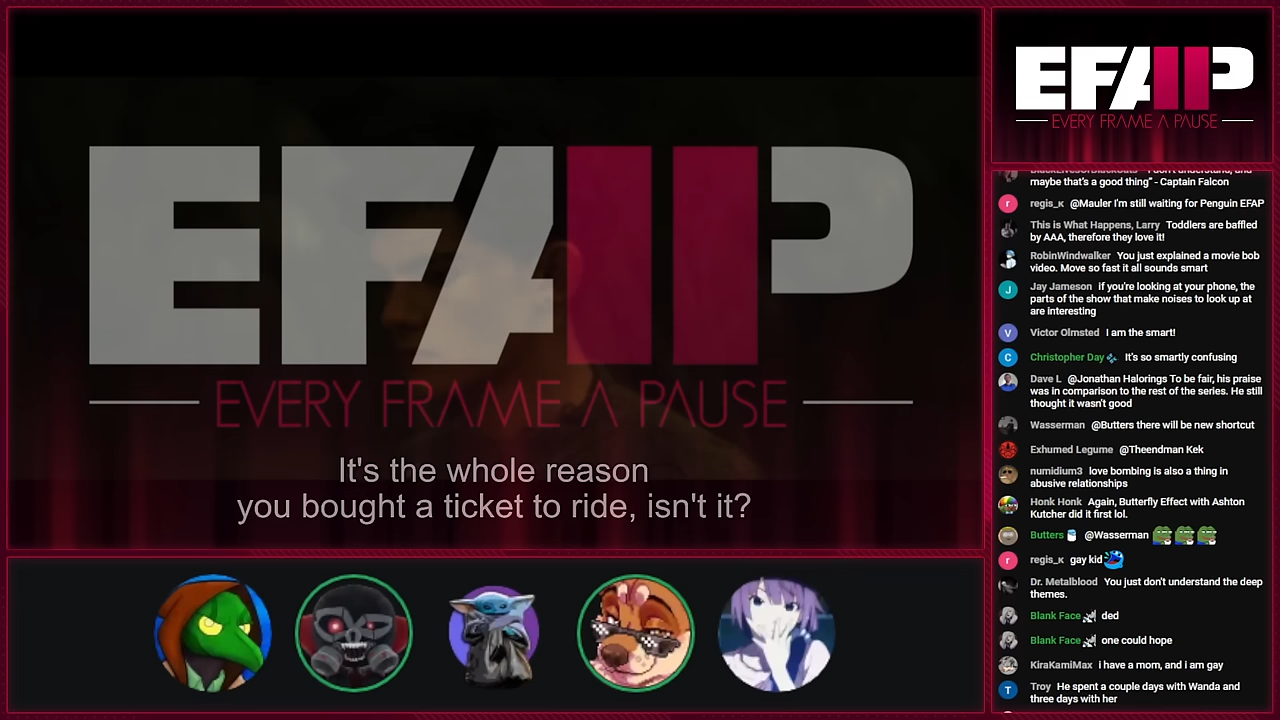 EFAP
EVERY FRAME A PAUSE
It's the whole reason
you bought a ticket to ride, isn't it?
EFAP
EVERY FRAME A PAUSE
maybe that's a good thing" - Captain Falcon
regis_κ @Mauler I'm still waiting for Penguin EFAP
This is What Happens, Larry Toddlers are baffled
by AAA, therefore they love it!
RobinWindwalker You just explained a movie bob
video. Move so fast it all sounds smart
J
Jay Jameson if you're looking at your phone, the
parts of the show that make noises to look up at
are interesting
V
Victor Olmsted I am the smart!
C
Christopher Day It's so smartly confusing
Dave L @Jonathan Halorings To be fair, his praise
was in comparison to the rest of the series. He still
thought it wasn't good
Wasserman @Butters there will be new shortcut
Exhumed Legume @Theendman Kek
numidium3 love bombing is also a thing in
abusive relationships
Honk Honk Again, Butterfly Effect with Ashton
Kutcher did it first lol.
Butters @Wasserman
r
regis_κ gay kid
Dr. Metalblood You just don't understand the deep
themes.
Blank Face ded
Blank Face one could hope
KiraKamiMax i have a mom, and i am gay
T
Troy He spent a couple days with Wanda and
three days with her